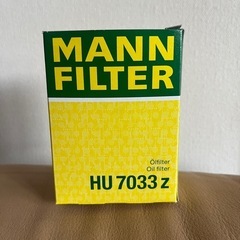 MANN
FILTER
Ölfilter
Oil filter
HU 7033 z